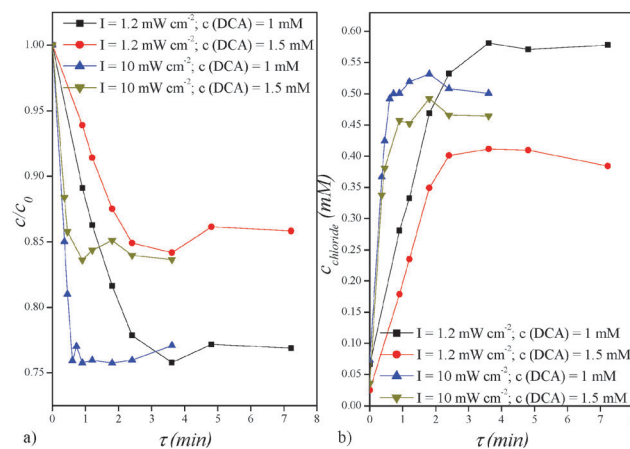 I = 1.2 mW cm⁻²; c (DCA) = 1 mM
I = 1.2 mW cm⁻²; c (DCA) = 1.5 mM
I = 10 mW cm⁻²; c (DCA) = 1 mM
I = 10 mW cm⁻²; c (DCA) = 1.5 mM
1.00
0.95
0.90
0.85
0.80
0.75
c/c₀
0 1 2 3 4 5 6 7 8
a)
τ (min)
0.65
0.60
0.55
0.50
0.45
0.40
0.35
0.30
0.25
0.20
0.15
0.10
0.05
0.00
c chloride (mM)
I = 1.2 mW cm⁻²; c (DCA) = 1 mM
I = 1.2 mW cm⁻²; c (DCA) = 1.5 mM
I = 10 mW cm⁻²; c (DCA) = 1 mM
I = 10 mW cm⁻²; c (DCA) = 1.5 mM
0 1 2 3 4 5 6 7 8
b)
τ (min)